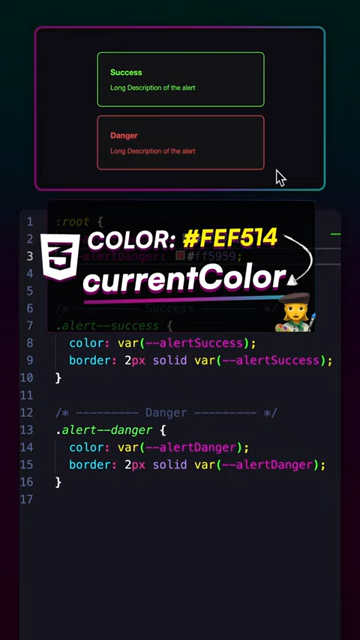 Success
Long Description of the alert
Danger
Long Description of the alert
1 :root {
2
3 --alertDanger: #ff5959;
COLOR: #FEF514
currentColor
6 /* --------- Success --------- */
7 .alert--success {
8 color: var(--alertSuccess);
9 border: 2px solid var(--alertSuccess);
10 }
11
12 /* --------- Danger --------- */
13 .alert--danger {
14 color: var(--alertDanger);
15 border: 2px solid var(--alertDanger);
16 }
17